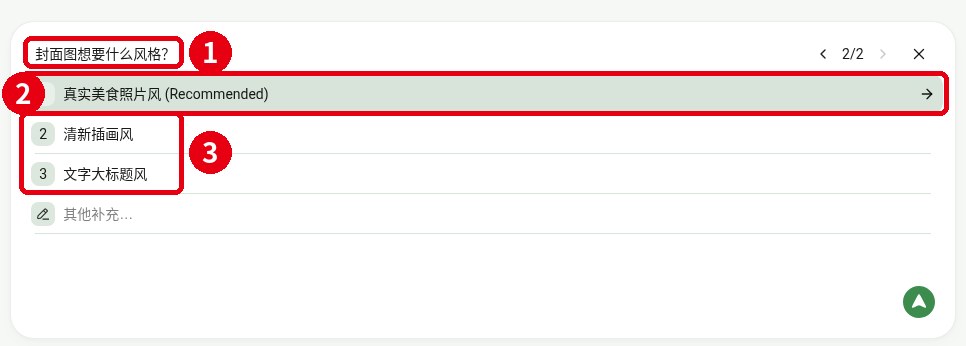 封面图想要什么风格？
1
2/2
2
真实美食照片风 (Recommended)
2 清新插画风
3
3 文字大标题风
其他补充...